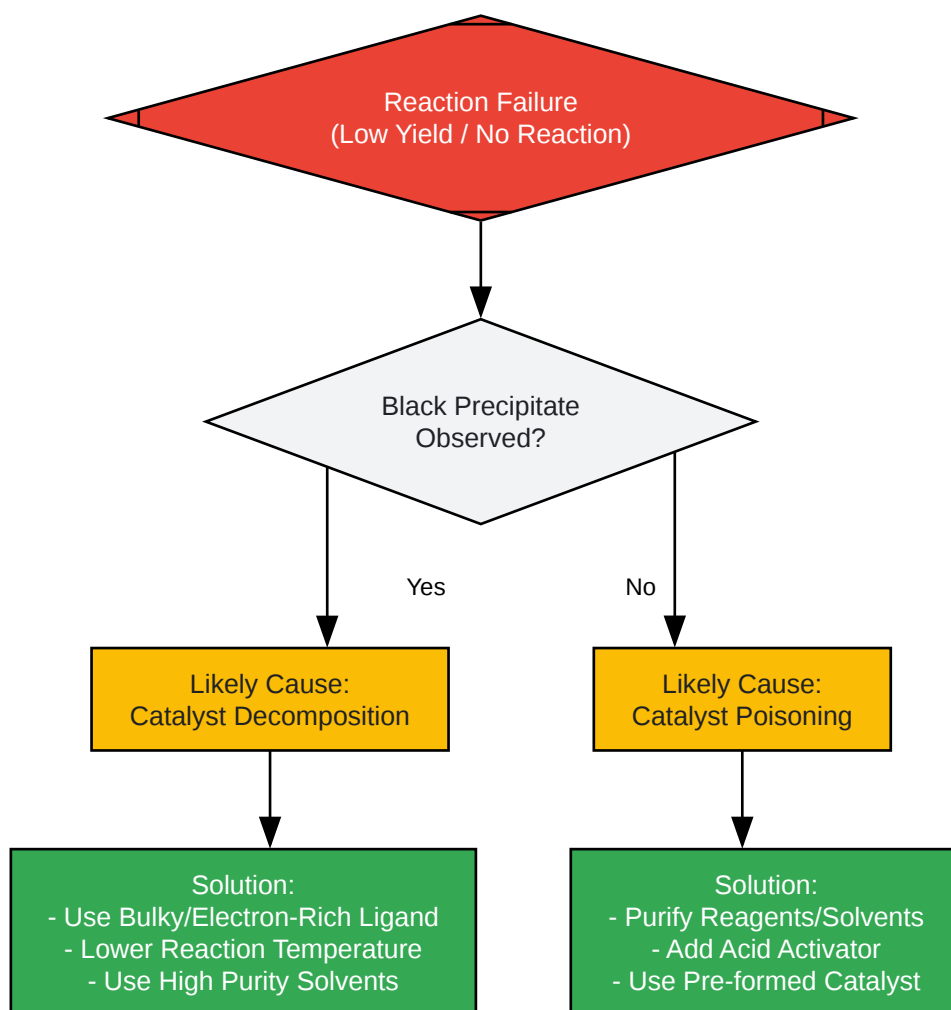 Reaction Failure
(Low Yield / No Reaction)
Black Precipitate
Observed?
Yes
No
Likely Cause:
Catalyst Decomposition
Likely Cause:
Catalyst Poisoning
Solution:
- Use Bulky/Electron-Rich Ligand
- Lower Reaction Temperature
- Use High Purity Solvents
Solution:
- Purify Reagents/Solvents
- Add Acid Activator
- Use Pre-formed Catalyst